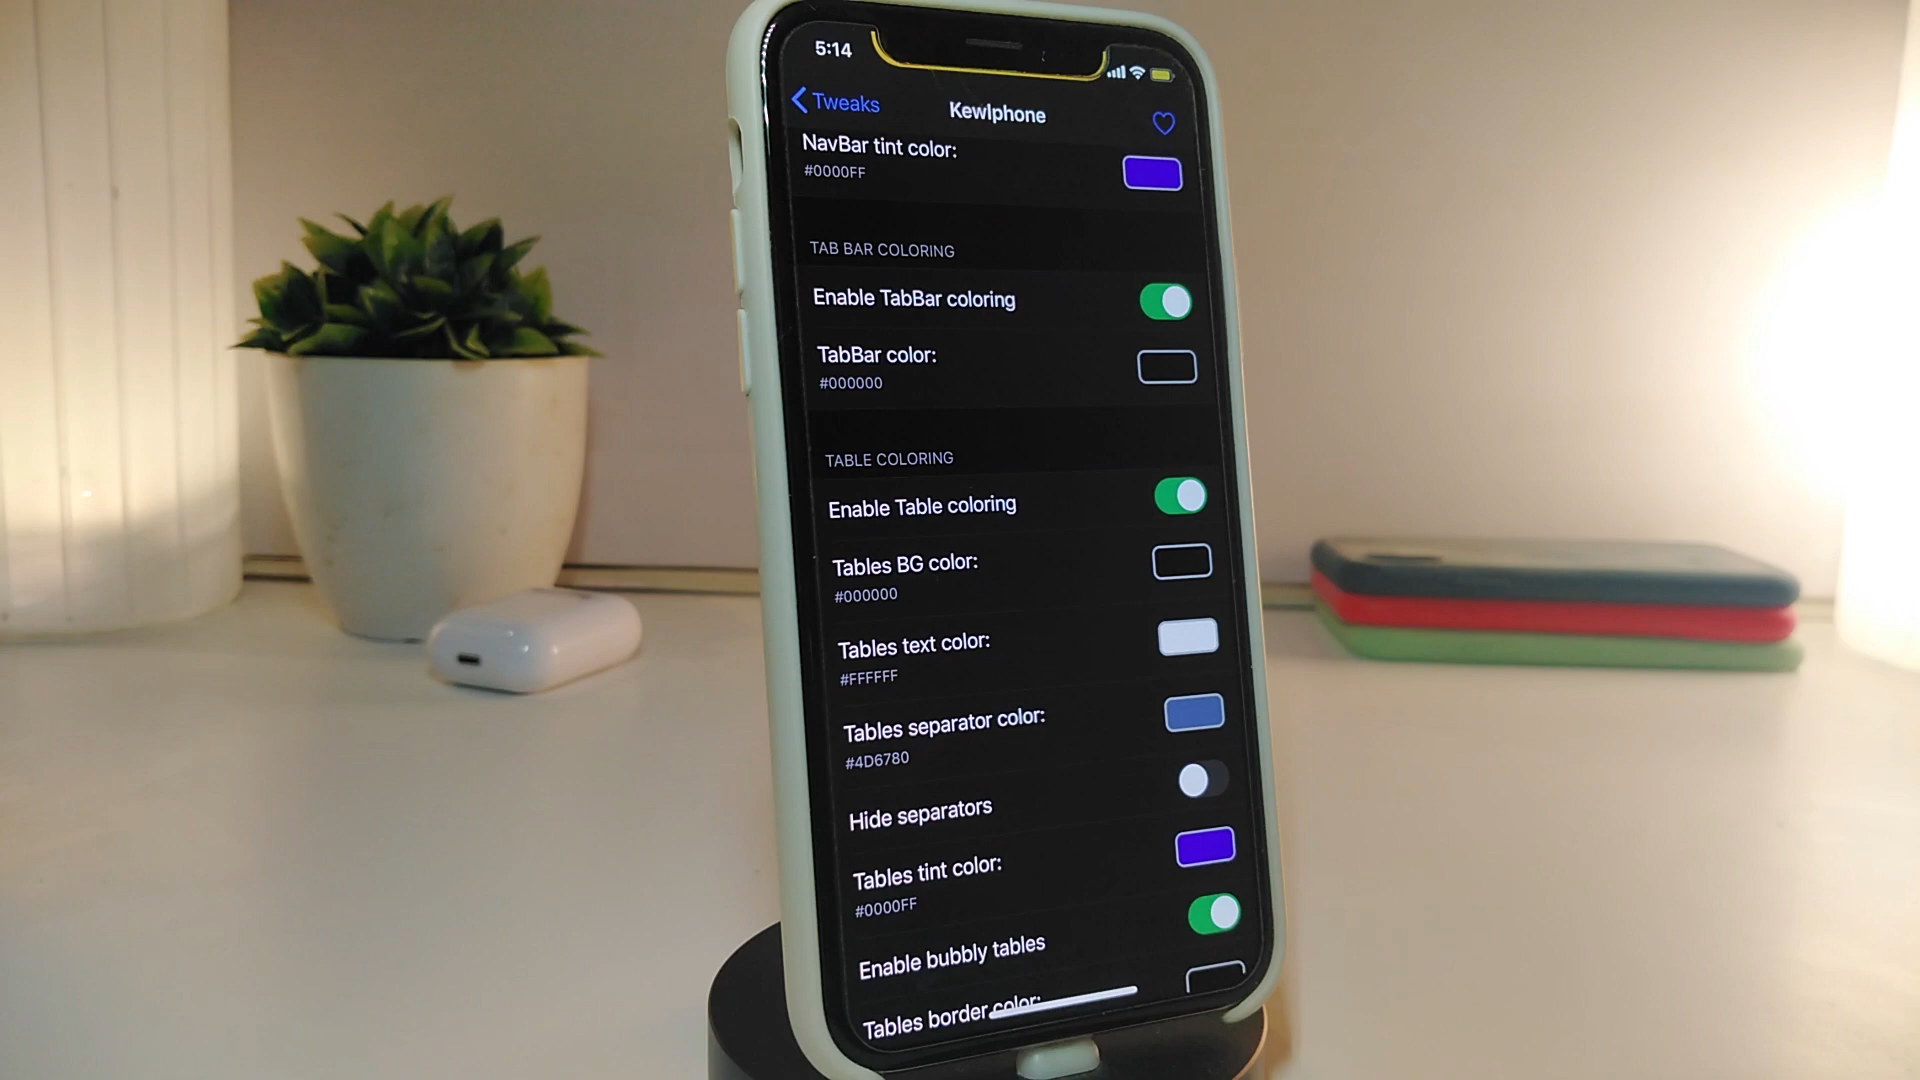 5:14
Tweaks
Kewlphone
NavBar tint color:
#0000FF
TAB BAR COLORING
Enable TabBar coloring
TabBar color:
#000000
TABLE COLORING
Enable Table coloring
Tables BG color:
#000000
Tables text color:
#FFFFFF
Tables separator color:
#4D6780
Hide separators
Tables tint color:
#0000FF
Enable bubbly tables
Tables border color: